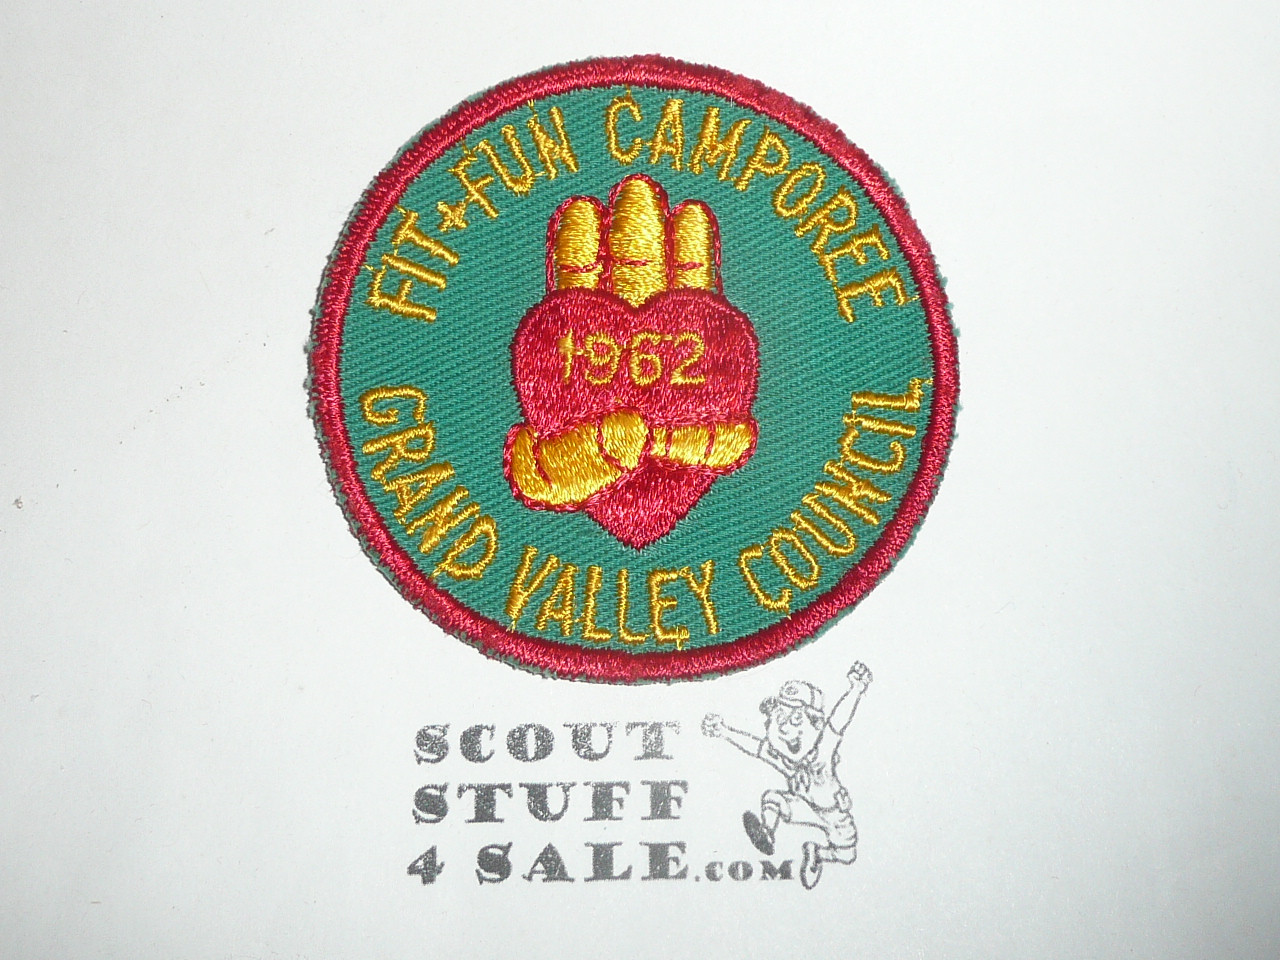 FIT + FUN CAMPOREE
1962
GRAND VALLEY COUNCIL
SCOUT
STUFF
4 SALE.COM